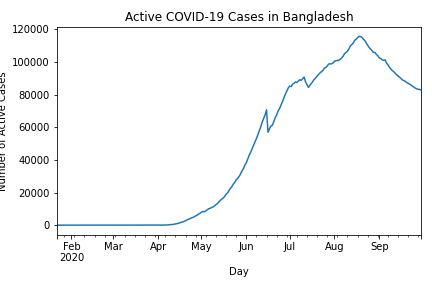 Active COVID-19 Cases in Bangladesh
Number of Active Cases
120000
100000
80000
60000
40000
20000
0
Feb
2020
Mar
Apr
May
Jun
Jul
Aug
Sep
Day